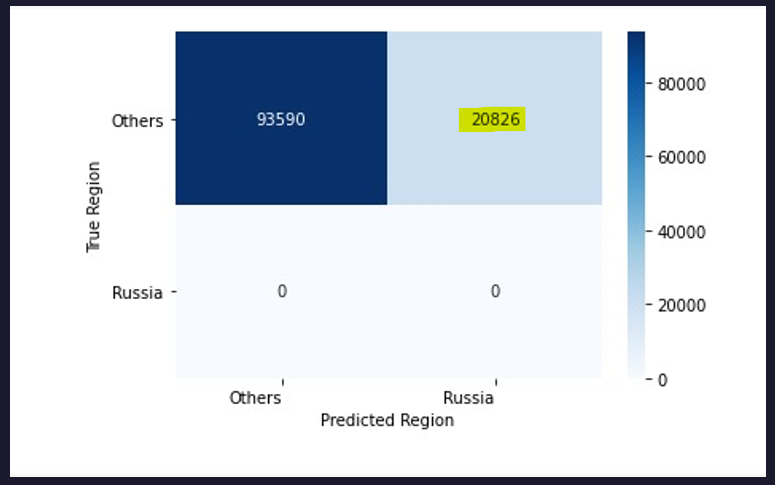 80000
Others 93590 20826
60000
True Region
40000
Russia 0 0
20000
0
Others Russia
Predicted Region